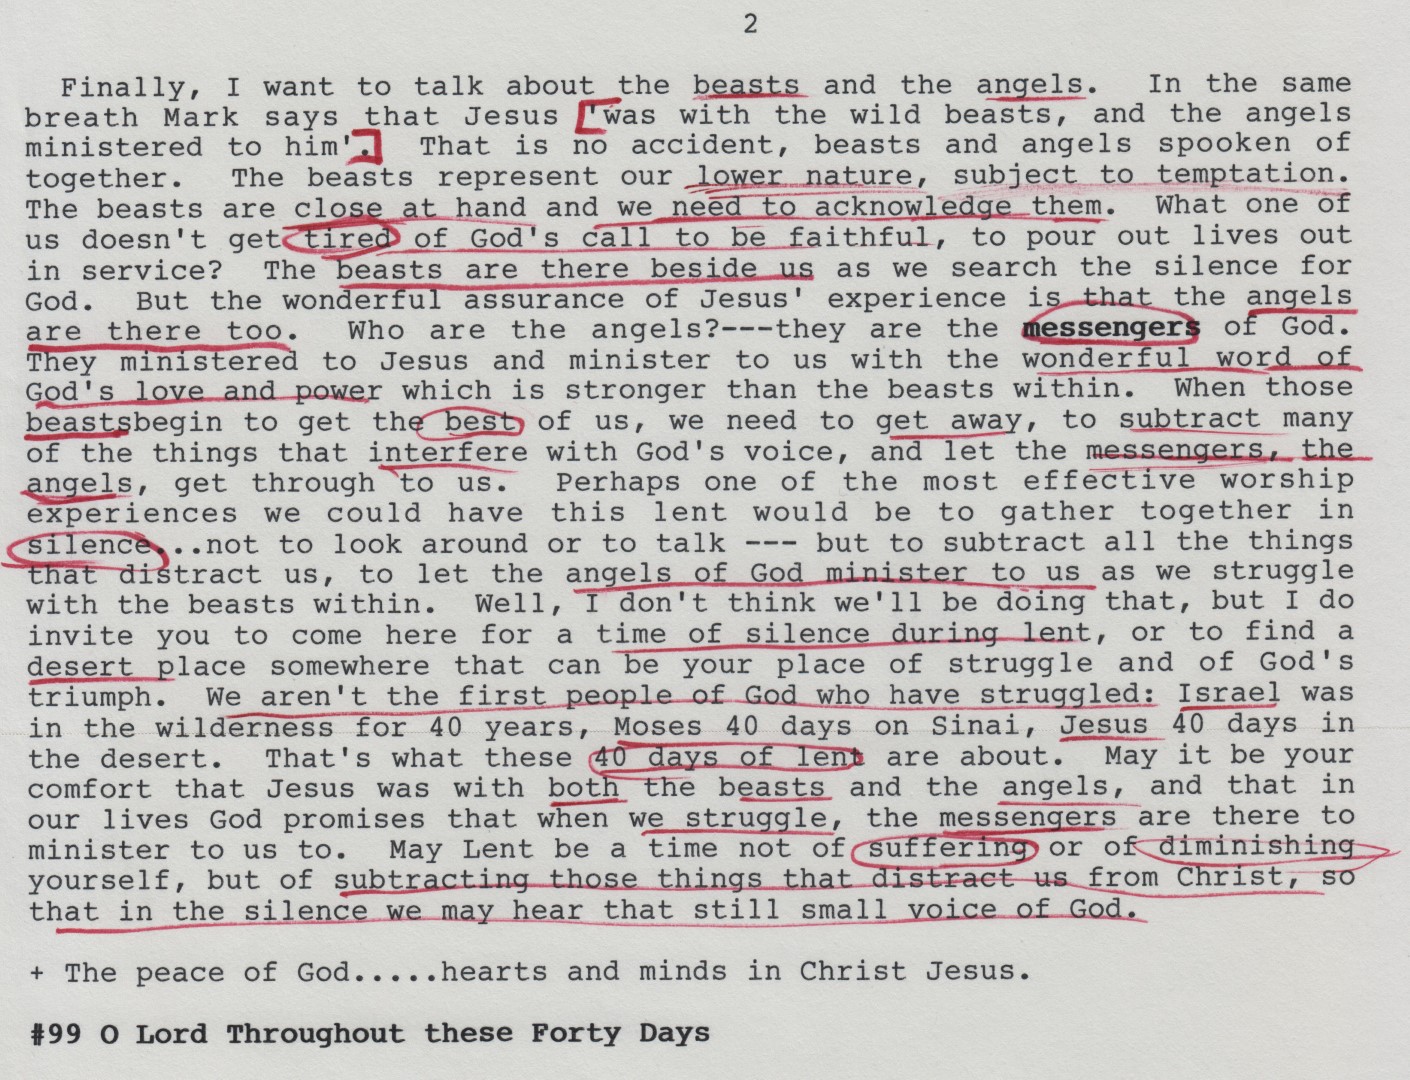 2
Finally, I want to talk about the beasts and the angels. In the same
breath Mark says that Jesus ['was with the wild beasts, and the angels
ministered to him'.] That is no accident, beasts and angels spooken of
together. The beasts represent our lower nature, subject to temptation.
The beasts are close at hand and we need to acknowledge them. What one of
us doesn't get tired of God's call to be faithful, to pour out lives out
in service? The beasts are there beside us as we search the silence for
God. But the wonderful assurance of Jesus' experience is that the angels
are there too. Who are the angels?---they are the messengers of God.
They ministered to Jesus and minister to us with the wonderful word of
God's love and power which is stronger than the beasts within. When those
beastsbegin to get the best of us, we need to get away, to subtract many
of the things that interfere with God's voice, and let the messengers, the
angels, get through to us. Perhaps one of the most effective worship
experiences we could have this lent would be to gather together in
silence...not to look around or to talk --- but to subtract all the things
that distract us, to let the angels of God minister to us as we struggle
with the beasts within. Well, I don't think we'll be doing that, but I do
invite you to come here for a time of silence during lent, or to find a
desert place somewhere that can be your place of struggle and of God's
triumph. We aren't the first people of God who have struggled: Israel was
in the wilderness for 40 years, Moses 40 days on Sinai, Jesus 40 days in
the desert. That's what these 40 days of lent are about. May it be your
comfort that Jesus was with both the beasts and the angels, and that in
our lives God promises that when we struggle, the messengers are there to
minister to us to. May Lent be a time not of suffering or of diminishing
yourself, but of subtracting those things that distract us from Christ, so
that in the silence we may hear that still small voice of God.
+ The peace of God.....hearts and minds in Christ Jesus.
#99 O Lord Throughout these Forty Days